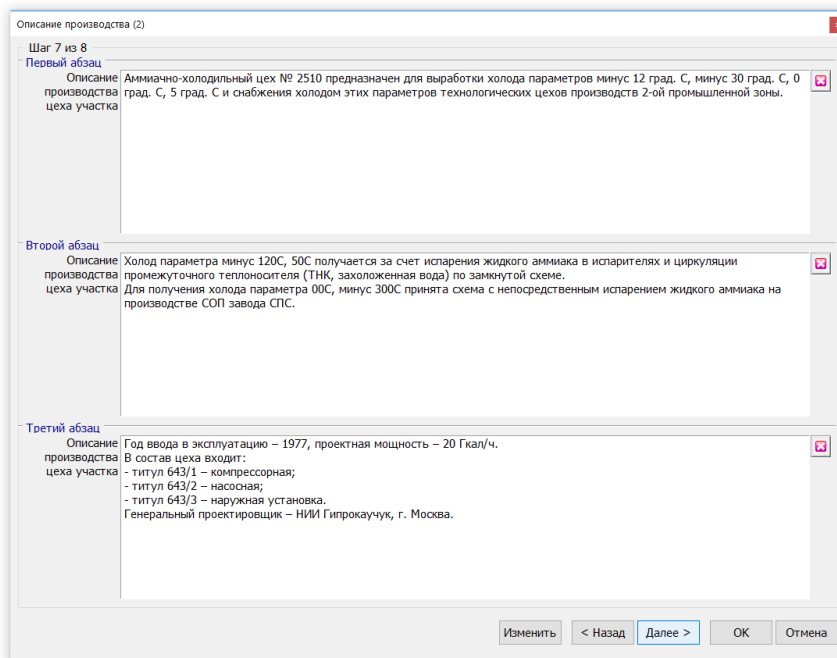 Описание производства (2)
Шаг 7 из 8
Первый абзац
Описание производства цеха участка
Аммиачно-холодильный цех № 2510 предназначен для выработки холода параметров минус 12 град. С, минус 30 град. С, 0
град. С, 5 град. С и снабжения холодом этих параметров технологических цехов производств 2-ой промышленной зоны.
Второй абзац
Описание производства цеха участка
Холод параметра минус 120С, 50С получается за счет испарения жидкого аммиака в испарителях и циркуляции
промежуточного теплоносителя (ТНК, захоложенная вода) по замкнутой схеме.
Для получения холода параметра 00С, минус 300С принята схема с непосредственным испарением жидкого аммиака на
производстве СОП завода СПС.
Третий абзац
Описание производства цеха участка
Год ввода в эксплуатацию – 1977, проектная мощность – 20 Гкал/ч.
В состав цеха входит:
- титул 643/1 – компрессорная;
- титул 643/2 – насосная;
- титул 643/3 – наружная установка.
Генеральный проектировщик – НИИ Гипрокаучук, г. Москва.
Изменить < Назад Далее > OK Отмена